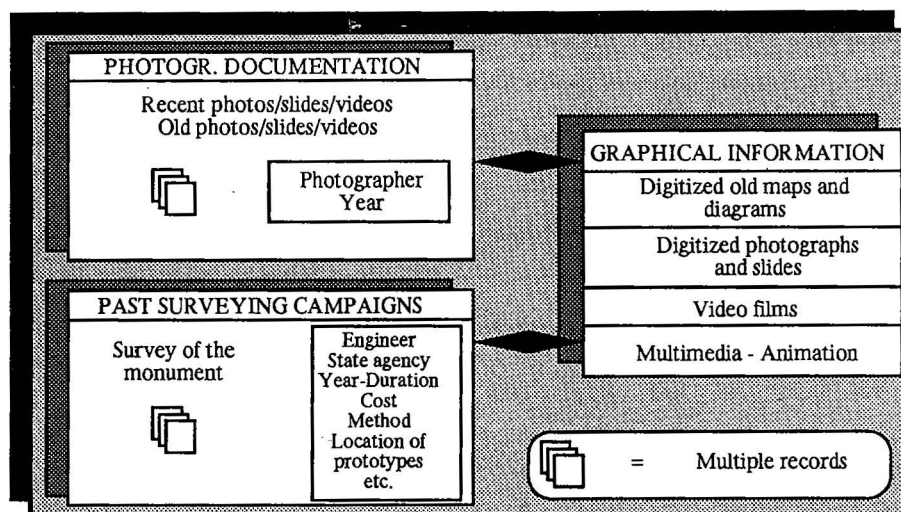 PHOTOGR. DOCUMENTATION
Recent photos/slides/videos
Old photos/slides/videos
Photographer
Year
PAST SURVEYING CAMPAIGNS
Survey of the
monument
Engineer
State agency
Year-Duration
Cost
Method
Location of
prototypes
etc.
GRAPHICAL INFORMATION
Digitized old maps and
diagrams
Digitized photographs
and slides
Video films
Multimedia - Animation
= Multiple records